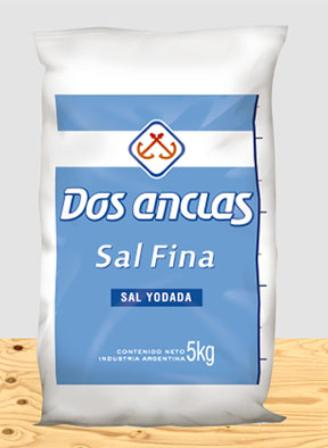 Dos anclas
Sal Fina
SAL YODADA
CONTENIDO NETO 5kg
INDUSTRIA ARGENTINA